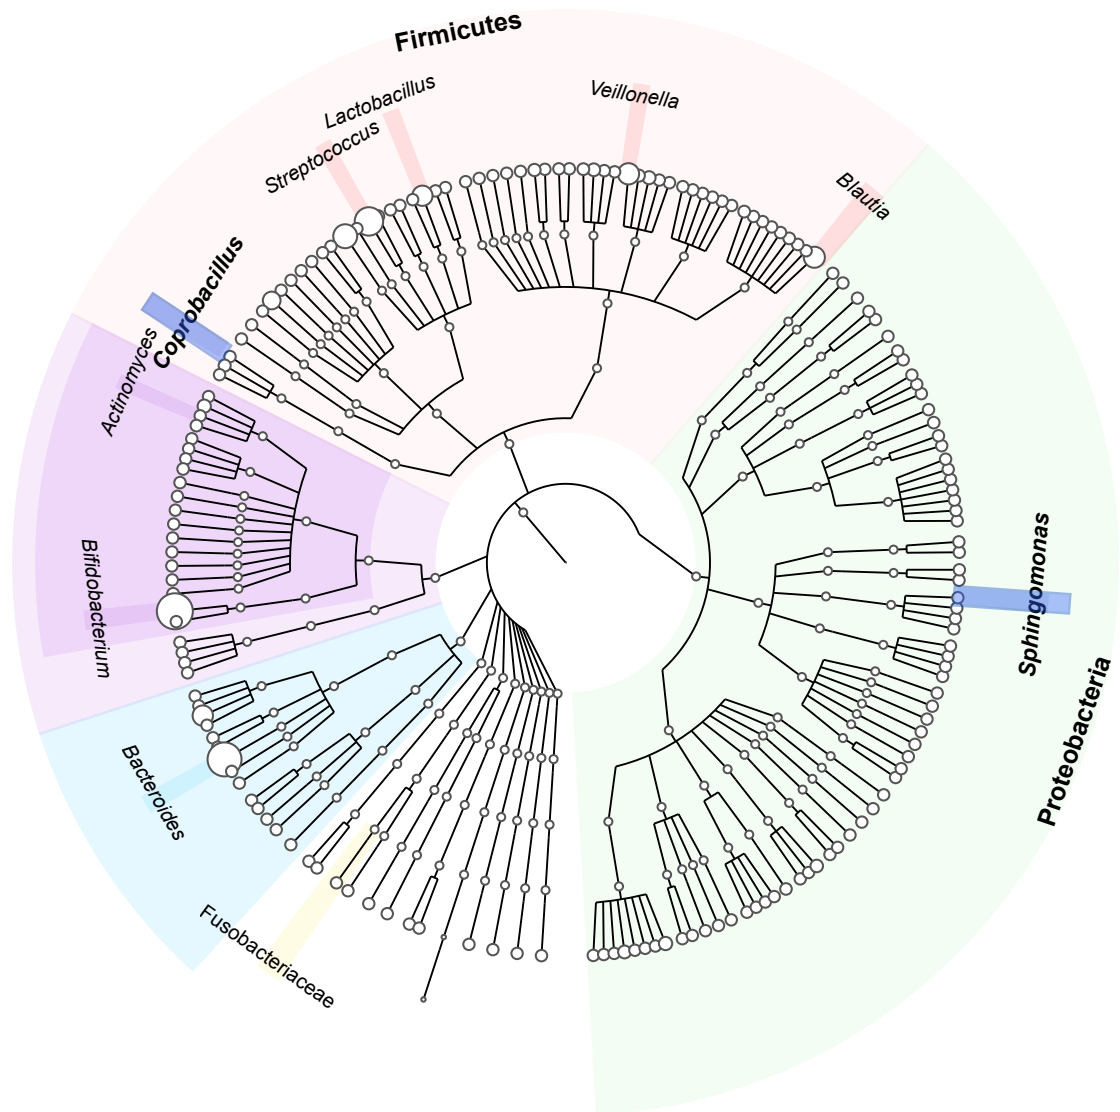 Firmicutes
Lactobacillus
Streptococcus
Veillonella
Blautia
Coprobacillus
Actinomyces
Bifidobacterium
Sphingomonas
Proteobacteria
Bacteroides
Fusobacteriaceae